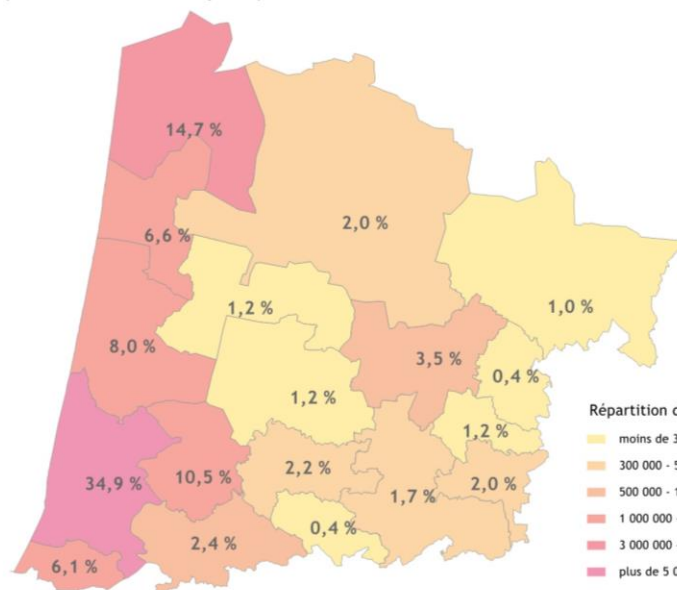 14,7 %
2,0 %
6,6 %
1,2 %
1,0 %
8,0 %
3,5 %
0,4 %
1,2 %
1,2 %
34,9 %
10,5 %
2,2 %
1,7 %
2,0 %
0,4 %
2,4 %
6,1 %
Répartition
moins de 3
300 000 - 5
500 000 - 1
1 000 000 -
3 000 000 -
plus de 5 0